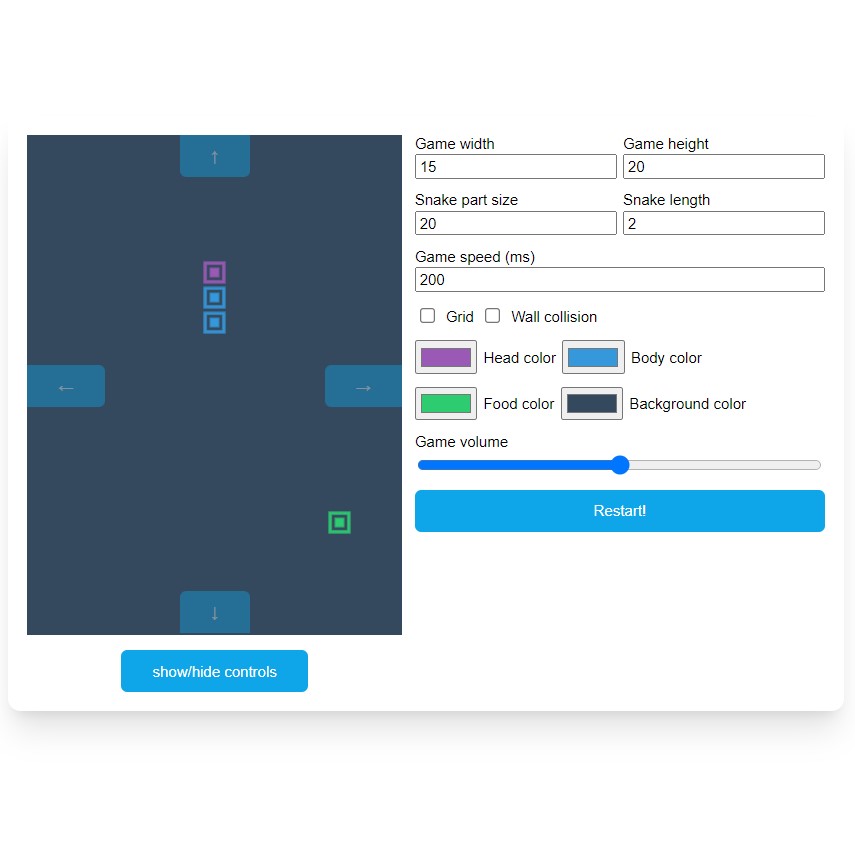 ↑
←
→
↓
show/hide controls
Game width
Game height
15
20
Snake part size
Snake length
20
2
Game speed (ms)
200
Grid
Wall collision
Head color
Body color
Food color
Background color
Game volume
Restart!